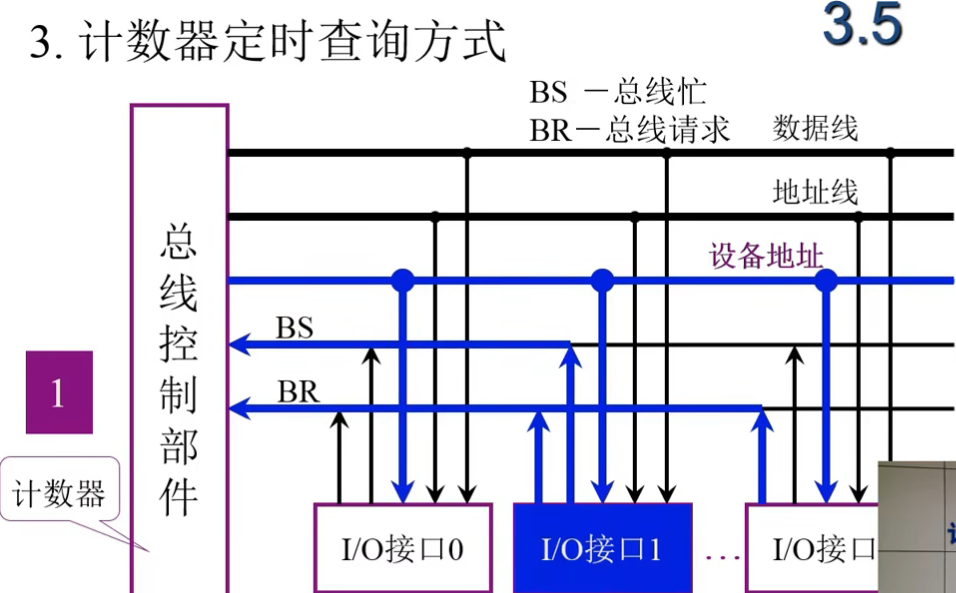 3. 计数器定时查询方式
3.5
BS －总线忙
BR－总线请求
数据线
地址线
设备地址
BS
BR
总线控制部件
1
计数器
I/O接口0
I/O接口1
…
I/O接口